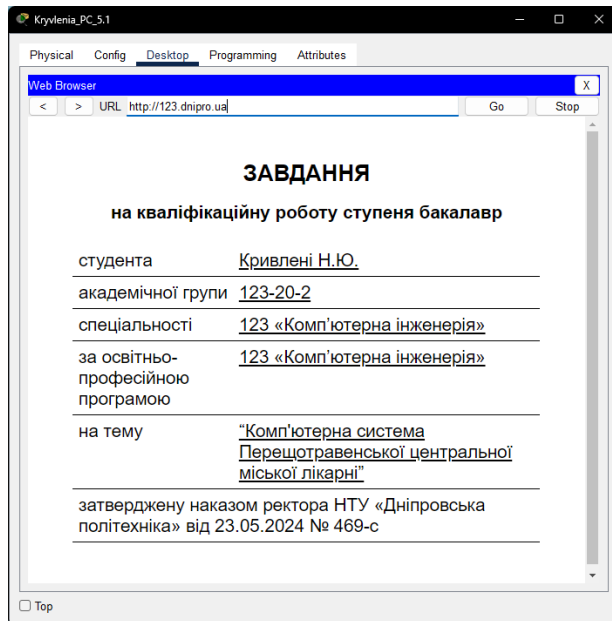 Kryvlenia_PC_5.1
Physical Config Desktop Programming Attributes
Web Browser X
< > URL http://123.dnipro.ua Go Stop
ЗАВДАННЯ
на кваліфікаційну роботу ступеня бакалавр
студента Кривлені Н.Ю.
академічної групи 123-20-2
спеціальності 123 «Комп'ютерна інженерія»
за освітньо- 123 «Комп'ютерна інженерія»
професійною
програмою
на тему “Комп'ютерна система
Перещотравенської центральної
міської лікарні”
затверджену наказом ректора НТУ «Дніпровська
політехніка» від 23.05.2024 № 469-с
Top